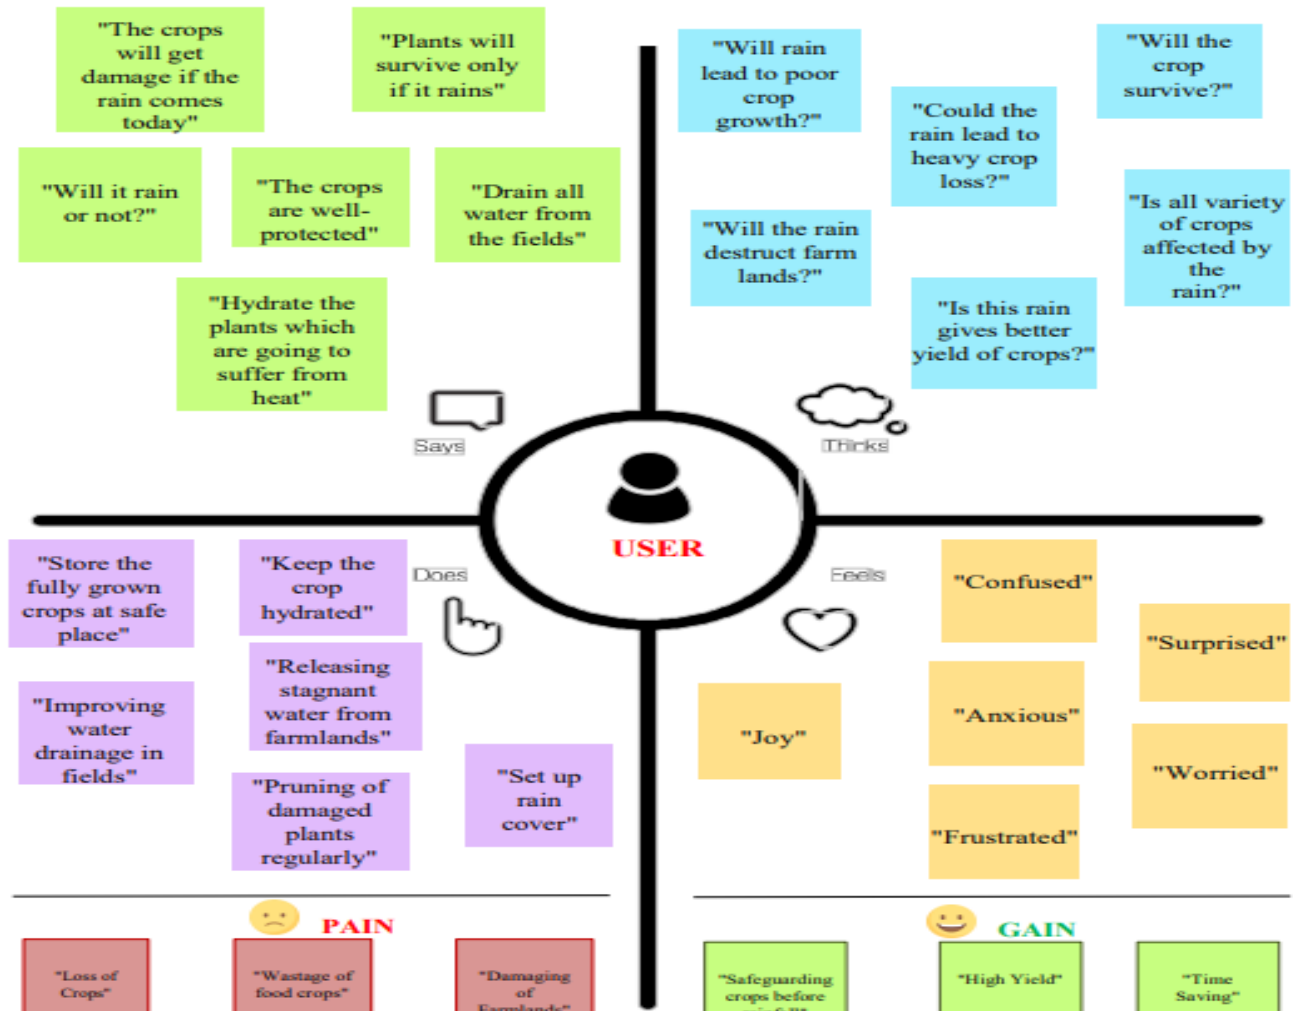 "The crops
will get
damage if the
rain comes
today"
"Plants will
survive only
if it rains"
"Will it rain
or not?"
"The crops
are well-
protected"
"Drain all
water from
the fields"
"Hydrate the
plants which
are going to
suffer from
heat"
Says
"Will rain
lead to poor
crop
growth?"
"Could the
rain lead to
heavy crop
loss?"
"Will the
crop
survive?"
"Will the rain
destruct farm
lands?"
"Is all variety
of crops
affected by
the
rain?"
"Is this rain
gives better
yield of crops?"
Thinks
USER
Does
"Store the
fully grown
crops at safe
place"
"Keep the
crop
hydrated"
"Releasing
stagnant
water from
farmlands"
"Improving
water
drainage in
fields"
"Pruning of
damaged
plants
regularly"
"Set up
rain
cover"
Feels
"Confused"
"Surprised"
"Joy"
"Anxious"
"Worried"
"Frustrated"
PAIN
"Loss of
Crops"
"Wastage of
food crops"
"Damaging
of
Farmlands"
GAIN
"Safeguarding
crops before
"High Yield"
"Time
Saving"